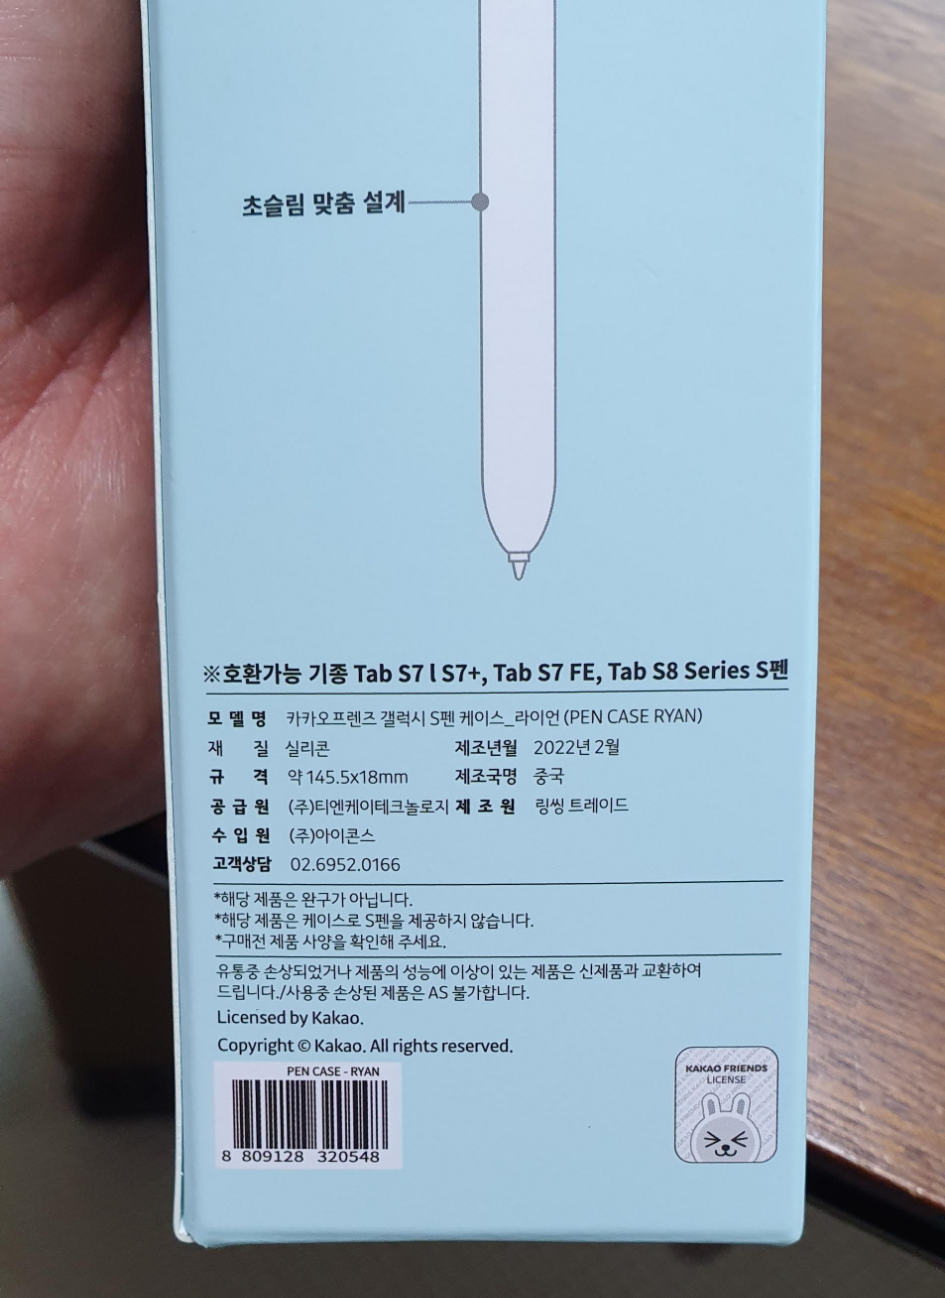 초슬림 맞춤 설계
※호환가능 기종 Tab S7 l S7+, Tab S7 FE, Tab S8 Series S펜
모 델 명 카카오프렌즈 갤럭시 S펜 케이스_라이언 (PEN CASE RYAN)
재 질 실리콘 제조년월 2022년 2월
규 격 약 145.5x18mm 제조국명 중국
공 급 원 (주)티엔케이테크놀로지 제 조 원 링씽 트레이드
수 입 원 (주)아이콘스
고객상담 02.6952.0166
*해당 제품은 완구가 아닙니다.
*해당 제품은 케이스로 S펜을 제공하지 않습니다.
*구매전 제품 사양을 확인해 주세요.
유통중 손상되었거나 제품의 성능에 이상이 있는 제품은 신제품과 교환하여
드립니다./사용중 손상된 제품은 AS 불가합니다.
Licensed by Kakao.
Copyright © Kakao. All rights reserved.
PEN CASE - RYAN
8 809128 320548
KAKAO FRIENDS
LICENSE